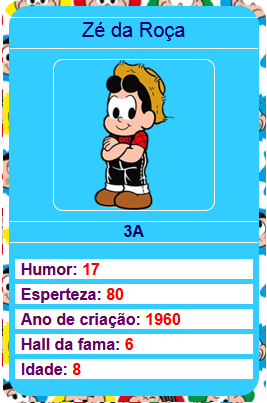 Zé da Roça
3A
Humor: 17
Esperteza: 80
Ano de criação: 1960
Hall da fama: 6
Idade: 8